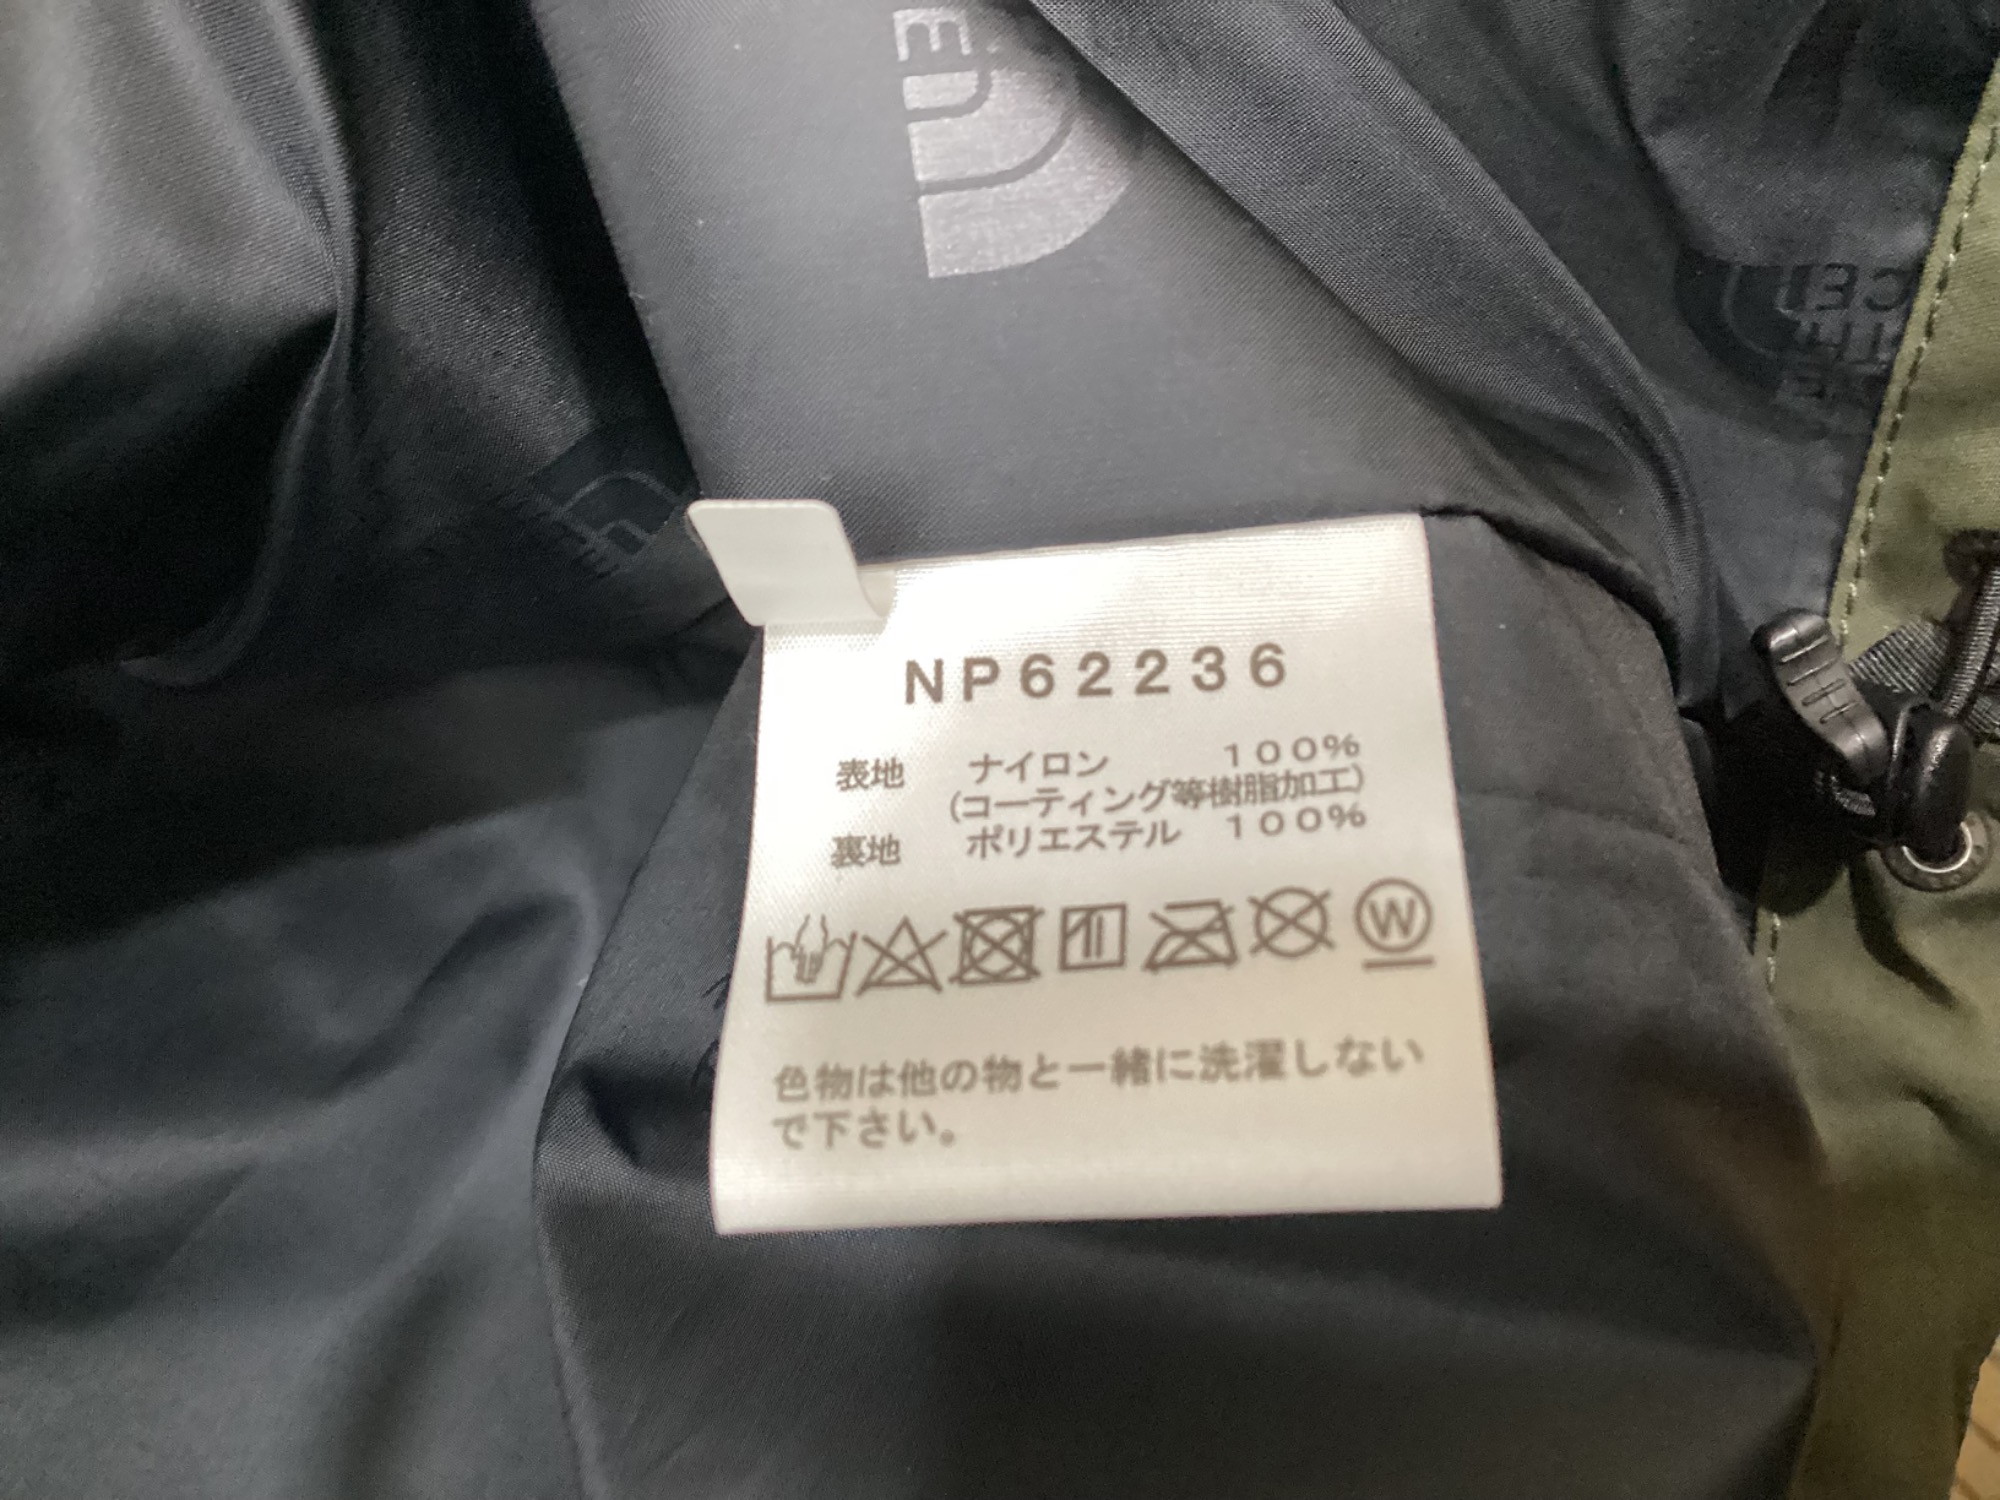 NP62236
表地 ナイロン 100%
(コーティング等樹脂加工)
裏地 ポリエステル 100%
W
色物は他の物と一緒に洗濯しない
で下さい。